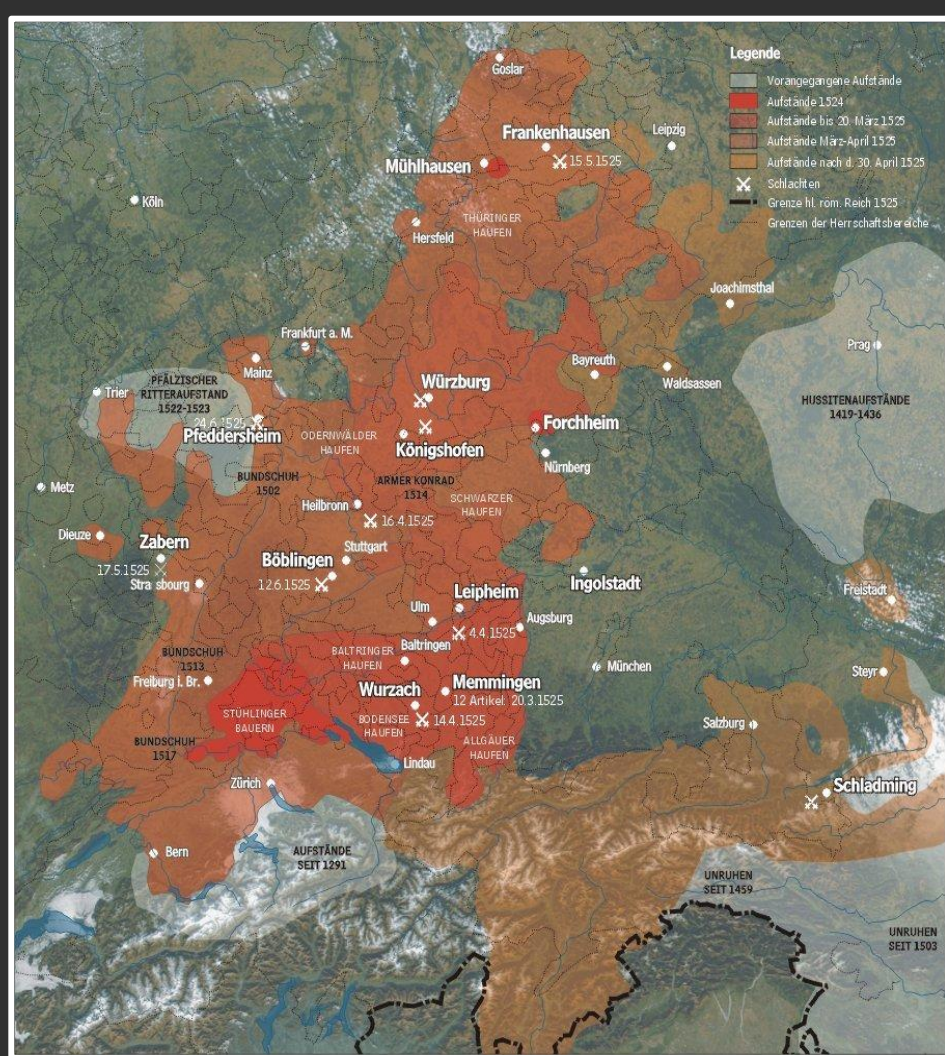 Legende
Vorangegangene Aufstände
Aufstände 1524
Aufstände bis 20. März 1525
Aufstände März-April 1525
Aufstände nach d. 30. April 1525
Schlachten
Grenze hl. röm. Reich 1525
Grenzen der Herrschaftsbereiche
Goslar
Frankenhausen
15.5.1525
Leipzig
Mühlhausen
Köln
THÜRINGER
HAUFEN
Hersfeld
Joachimsthal
Frankfurt a. M.
Mainz
Bayreuth
Waldsassen
Prag
Trier
PFÄLZISCHER
RITTERAUFSTAND
1522-1523
HUSSITENAUFSTÄNDE
1419-1436
Würzburg
24.6.1525
Pfeddersheim
ODERNWÄLDER
HAUFEN
Königshofen
Forchheim
Nürnberg
BUNDSCHUH
1502
ARMER KONRAD
1514
SCHWARZER
HAUFEN
Metz
Heilbronn
16.4.1525
Dieuze
Zabern
17.5.1525
Strasbourg
Stuttgart
Böblingen
12.6.1525
Ingolstadt
Freistadt
Leipheim
Ulm
4.4.1525
Augsburg
Baltringen
BALTRINGER
HAUFEN
München
BUNDSCHUH
1513
Freiburg i. Br.
Steyr
Memmingen
12 Artikel: 20.3.1525
Wurzach
14.4.1525
BODENSEE
HAUFEN
STÜHLINGER
BAUERN
ALLGÄUER
HAUFEN
Salzburg
BUNDSCHUH
1517
Lindau
Zürich
Schladming
Bern
AUFSTÄNDE
SEIT 1291
UNRUHEN
SEIT 1459
UNRUHEN
SEIT 1503